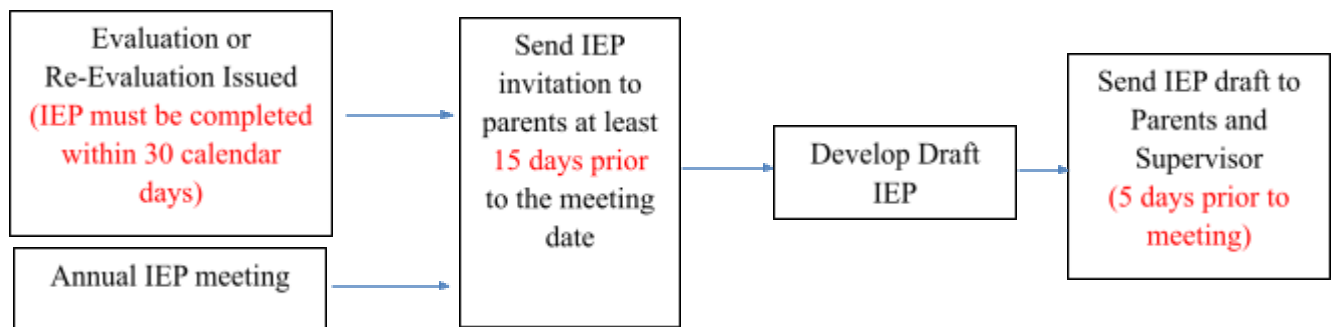 Evaluation or
Re-Evaluation Issued
(IEP must be completed
within 30 calendar
days)
Annual IEP meeting
Send IEP
invitation to
parents at least
15 days prior
to the meeting
date
Develop Draft
IEP
Send IEP draft to
Parents and
Supervisor
(5 days prior to
meeting)